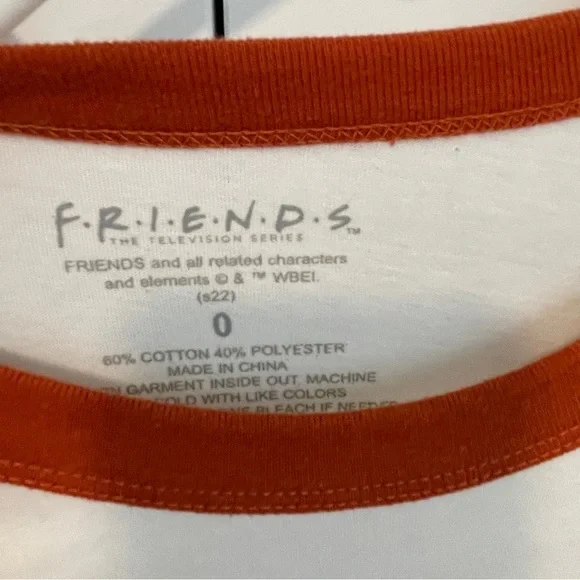 F·R·I·E·N·D·S™
THE TELEVISION SERIES
FRIENDS and all related characters
and elements © & ™ WBEI.
(s22)
0
60% COTTON 40% POLYESTER
MADE IN CHINA
GARMENT INSIDE OUT, MACHINE
WITH LIKE COLORS
BLEACH IF